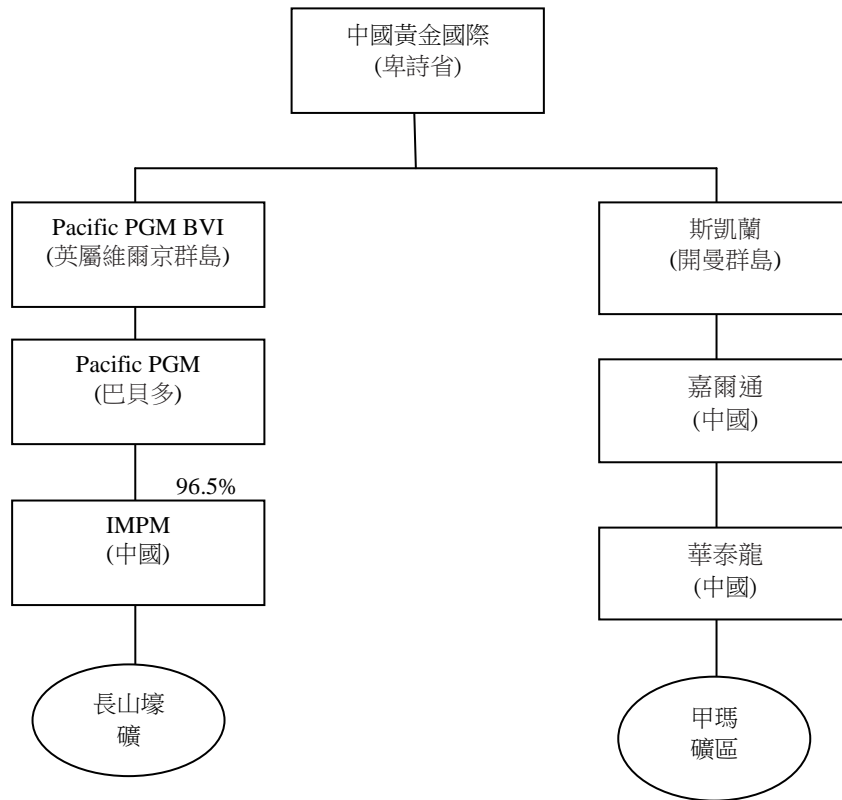 中國黃金國際
(卑詩省)
Pacific PGM BVI
(英屬維爾京群島)
斯凱蘭
(開曼群島)
Pacific PGM
(巴貝多)
嘉爾通
(中國)
96.5%
IMPM
(中國)
華泰龍
(中國)
長山壕
礦
甲瑪
礦區